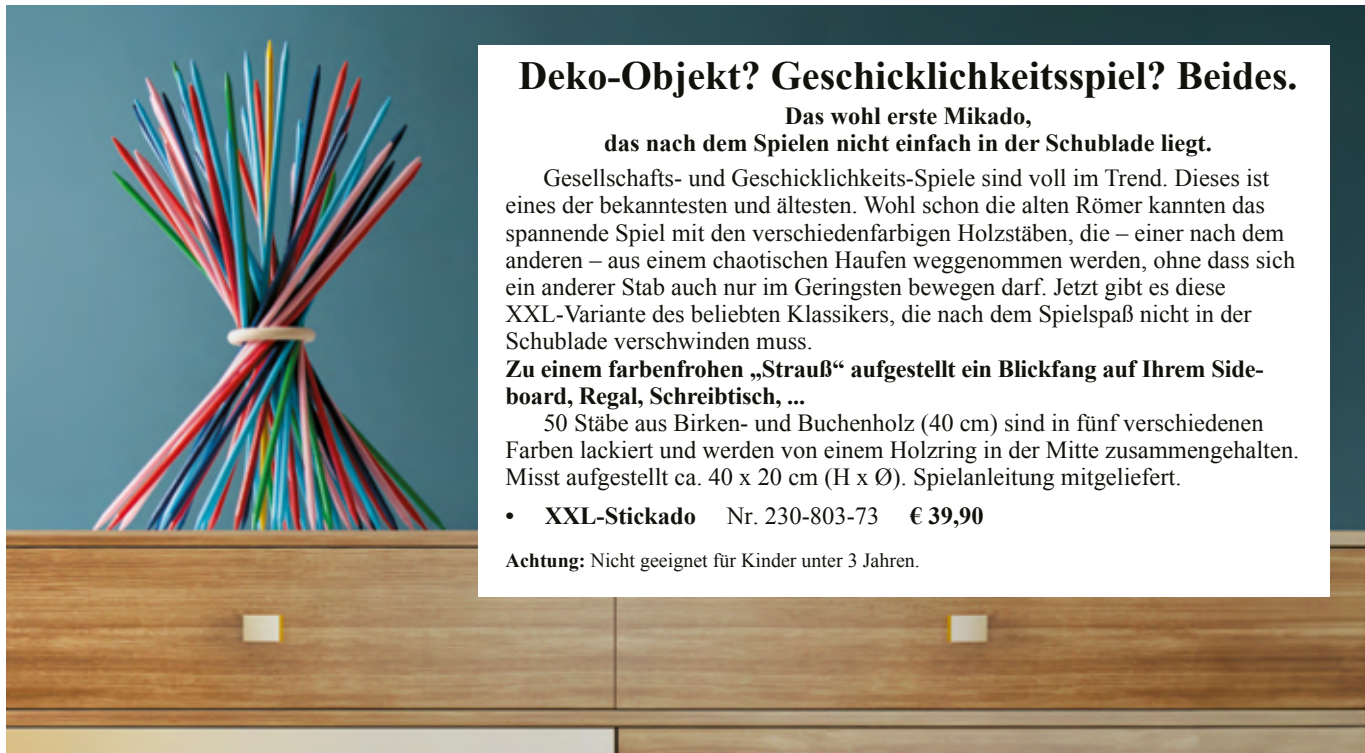 Deko-Objekt? Geschicklichkeitsspiel? Beides.
Das wohl erste Mikado,
das nach dem Spielen nicht einfach in der Schublade liegt.
Gesellschafts- und Geschicklichkeits-Spiele sind voll im Trend. Dieses ist
eines der bekanntesten und ältesten. Wohl schon die alten Römer kannten das
spannende Spiel mit den verschiedenfarbigen Holzstäben, die – einer nach dem
anderen – aus einem chaotischen Haufen weggenommen werden, ohne dass sich
ein anderer Stab auch nur im Geringsten bewegen darf. Jetzt gibt es diese
XXL-Variante des beliebten Klassikers, die nach dem Spielspaß nicht in der
Schublade verschwinden muss.
Zu einem farbenfrohen „Strauß“ aufgestellt ein Blickfang auf Ihrem Side-
board, Regal, Schreibtisch, ...
50 Stäbe aus Birken- und Buchenholz (40 cm) sind in fünf verschiedenen
Farben lackiert und werden von einem Holzring in der Mitte zusammengehalten.
Misst aufgestellt ca. 40 x 20 cm (H x Ø). Spielanleitung mitgeliefert.
• XXL-Stickado Nr. 230-803-73 € 39,90
Achtung: Nicht geeignet für Kinder unter 3 Jahren.